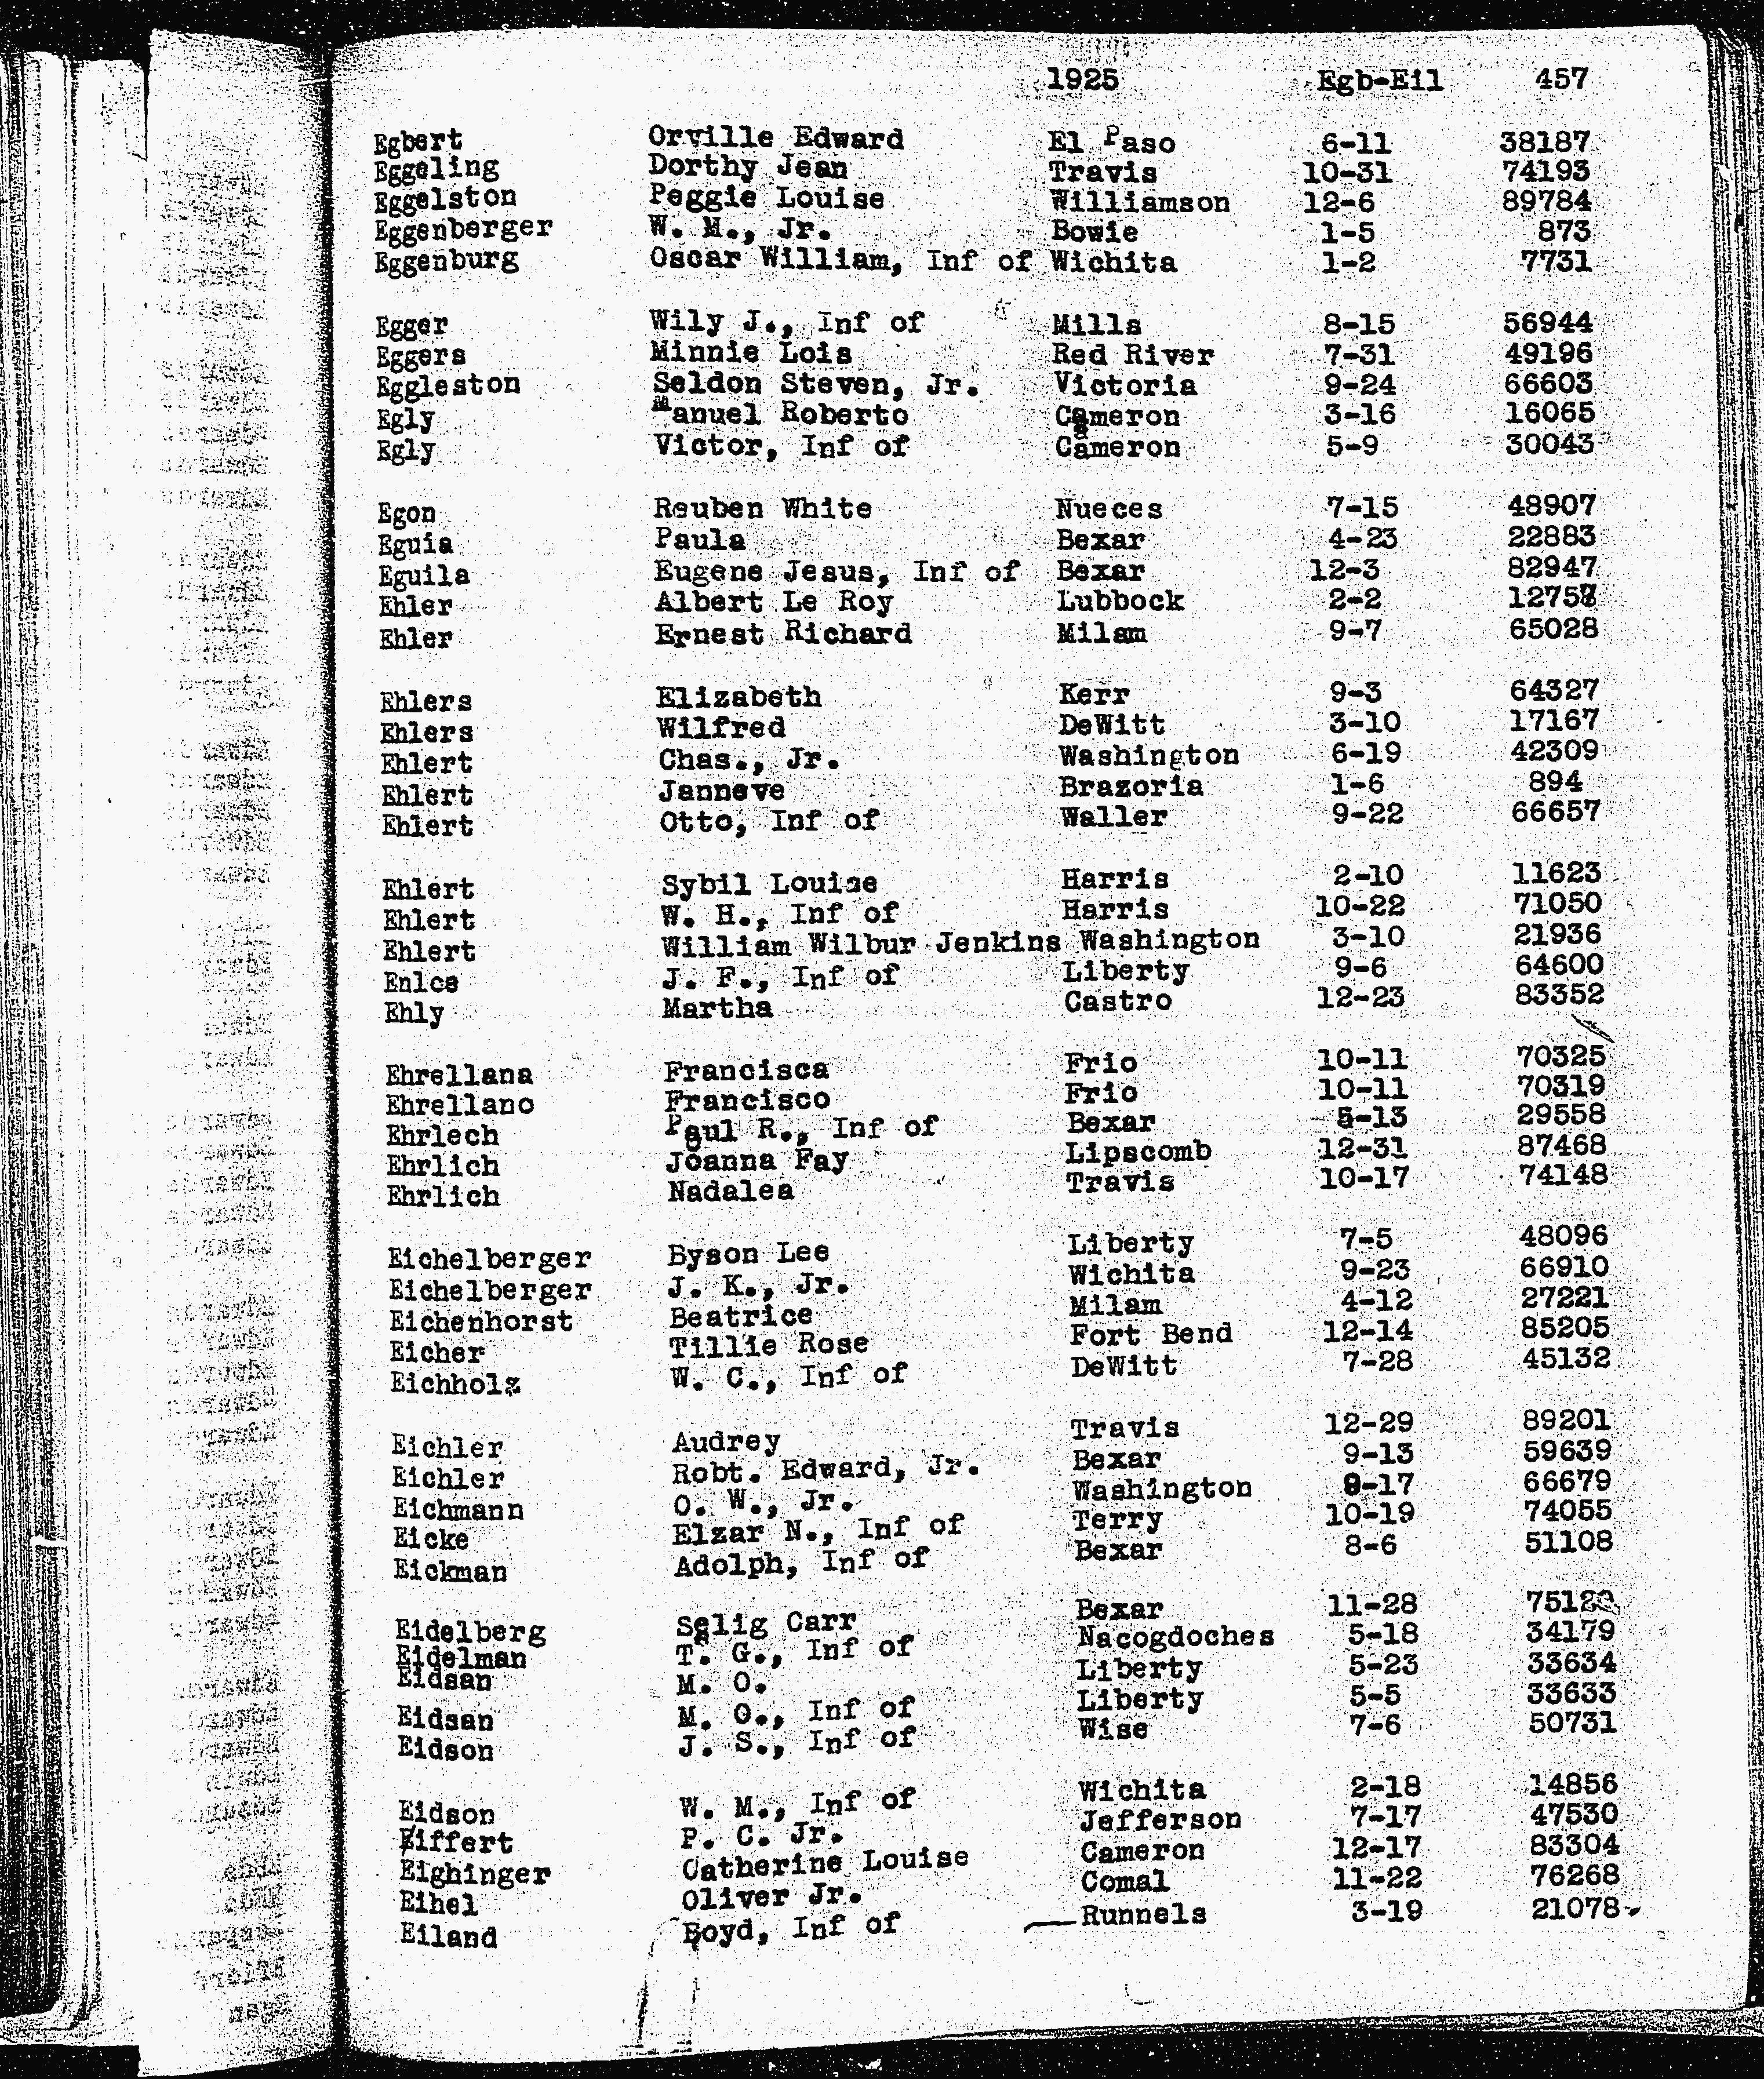 1925 Egb-Eil 457
Egbert Orville Edward El Paso 6-11 38187
Eggeling Dorthy Jean Travis 10-31 74193
Eggelston Peggie Louise Williamson 12-6 89784
Eggenberger W. M., Jr. Bowie 1-5 873
Eggenburg Oscar William, Inf of Wichita 1-2 7731
Egger Wily J., Inf of Mills 8-15 56944
Eggers Minnie Lois Red River 7-31 49196
Eggleston Seldon Steven, Jr. Victoria 9-24 66603
Egly Manuel Roberto Cameron 3-16 16065
Egly Victor, Inf of Cameron 5-9 30043
Egon Reuben White Nueces 7-15 48907
Eguia Paula Bexar 4-23 22883
Eguila Eugene Jesus, Inf of Bexar 12-3 82947
Ehler Albert Le Roy Lubbock 2-2
Ehler Ernest Richard Milam 9-7 65028
Ehlers Elizabeth Kerr 9-3 64327
Ehlers Wilfred DeWitt 3-10 17167
Ehlert Chas., Jr. Washington 6-19 42309
Ehlert Janneve Brazoria 1-6 894
Ehlert Otto, Inf of Waller 9-22 66657
Ehlert Sybil Louise Harris 2-10 11623
Ehlert W. H., Inf of Harris 10-22 71050
Ehlert William Wilbur Jenkins Washington 3-10 21936
Enlos J. F., Inf of Liberty 9-6 64600
Ehly Martha Castro 12-23 83352
Ehrellana Francisca Frio 10-11 70325
Ehrellano Francisco Frio 10-11 70319
Ehrlech Paul R., Inf of Bexar 5-13 29558
Ehrlich Joanna Fay Lipscomb 12-31 87468
Ehrlich Nadalea Travis 10-17 74148
Eichelberger Byson Lee Liberty 7-5 48096
Eichelberger J. K., Jr. Wichita 9-23 66910
Eichenhorst Beatrice Milam 4-12 27221
Eicher Tillie Rose Fort Bend 12-14 85205
Eichholz W. C., Inf of DeWitt 7-28 45132
Eichler Audrey Travis 12-29 89201
Eichler Robt. Edward, Jr. Bexar 9-13 59639
Eichmann O. W., Jr. Washington 9-17 66679
Eicke Elzar N., Inf of Terry 10-19 74055
Eickman Adolph, Inf of Bexar 8-6 51108
Eidelberg Selig Carr Bexar 11-28
Eidelman T. G., Inf of Nacogdoches 5-18 34179
Eidsan M. O. Liberty 5-23 33634
Eidsan M. O., Inf of Liberty 5-5 33633
Eidson J. S., Inf of Wise 7-6 50731
Eidson W. M., Inf of Wichita 2-18 14856
Eiffert P. C. Jr. Jefferson 7-17 47530
Eighinger Catherine Louise Cameron 12-17 83304
Eihel Oliver Jr. Comal 11-22 76268
Eiland Boyd, Inf of Runnels 3-19 21078